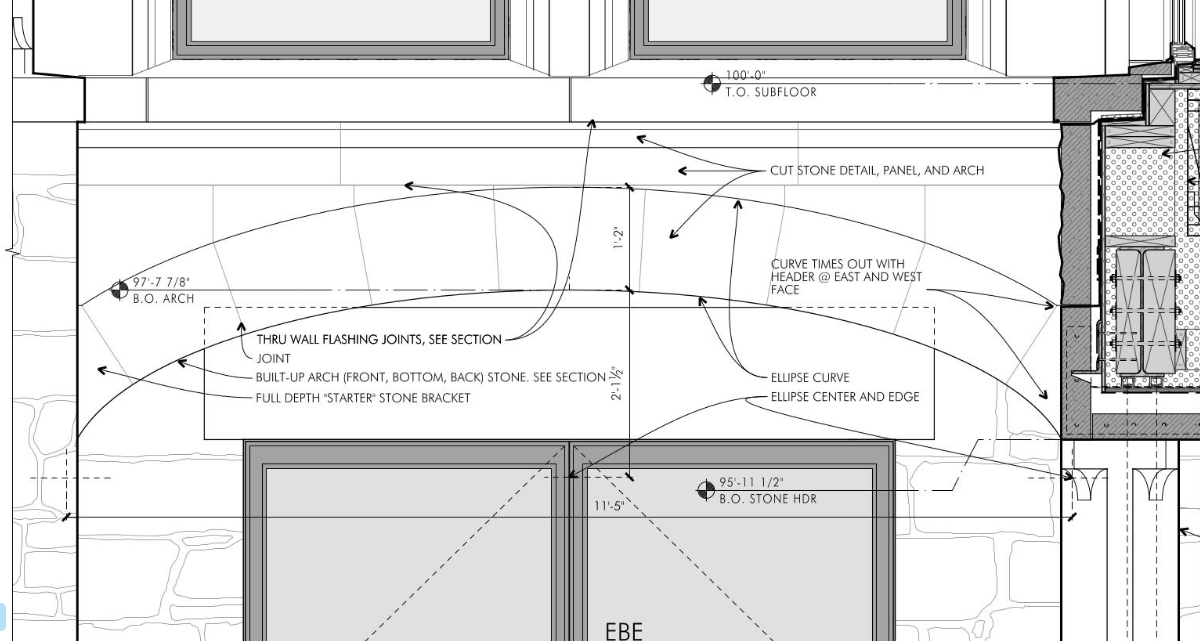 100'-0"
T.O. SUBFLOOR
CUT STONE DETAIL, PANEL, AND ARCH
1'-2"
CURVE TIMES OUT WITH
HEADER @ EAST AND WEST
FACE
97'-7 7/8"
B.O. ARCH
THRU WALL FLASHING JOINTS, SEE SECTION
JOINT
BUILT-UP ARCH (FRONT, BOTTOM, BACK) STONE. SEE SECTION
FULL DEPTH "STARTER" STONE BRACKET
2'-1½"
ELLIPSE CURVE
ELLIPSE CENTER AND EDGE
95'-11 1/2"
B.O. STONE HDR
11'-5"
EBE